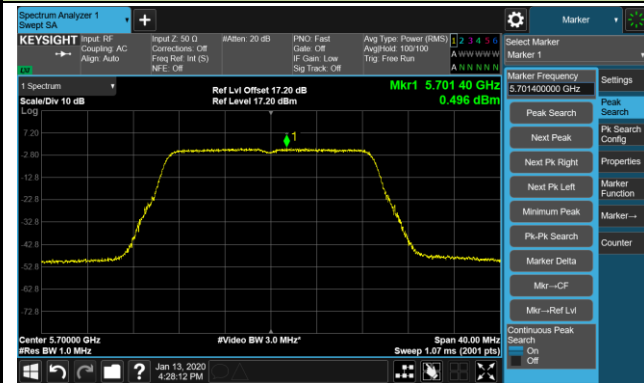 Spectrum Analyzer 1
Swept SA
+
Marker
KEYSIGHT
Input: RF
Coupling: AC
Align: Auto
Input Z: 50 Ω
Corrections: Off
Freq Ref: Int (S)
NFE: Off
#Atten: 20 dB
PNO: Fast
Gate: Off
IF Gain: Low
Sig Track: Off
Avg Type: Power (RMS)
Avg|Hold: 100/100
Trig: Free Run
1 2 3 4 5 6
A W W W W W
A N N N N N
Select Marker
Marker 1
1 Spectrum
Scale/Div 10 dB
Log
Ref Lvl Offset 17.20 dB
Ref Level 17.20 dBm
Mkr1 5.701 40 GHz
0.496 dBm
1
7.20
-2.80
-12.8
-22.8
-32.8
-42.8
-52.8
-62.8
-72.8
Center 5.70000 GHz
#Res BW 1.0 MHz
#Video BW 3.0 MHz*
Span 40.00 MHz
Sweep 1.07 ms (2001 pts)
Marker Frequency
5.701400000 GHz
Peak Search
Next Peak
Next Pk Right
Next Pk Left
Minimum Peak
Pk-Pk Search
Marker Delta
Mkr→CF
Mkr→Ref Lvl
Continuous Peak
Search
On
Off
Settings
Peak
Search
Pk Search
Config
Properties
Marker
Function
Marker→
Counter
?
Jan 13, 2020
4:28:12 PM